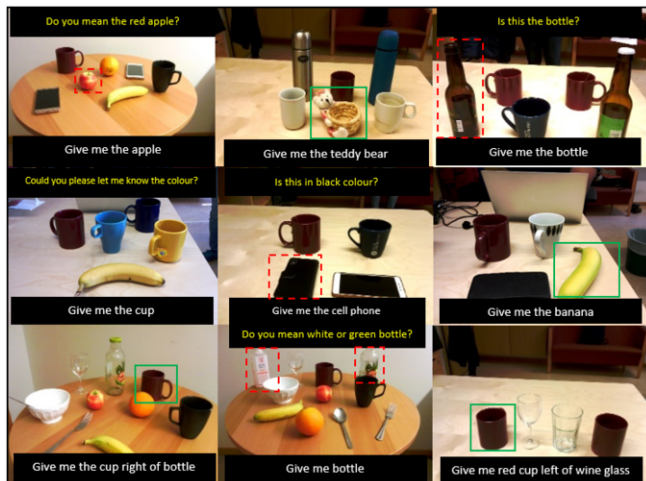 Do you mean the red apple?
Give me the apple
Give me the teddy bear
Is this the bottle?
Give me the bottle
Could you please let me know the colour?
Give me the cup
Is this in black colour?
Give me the cell phone
Give me the banana
Give me the cup right of bottle
Do you mean white or green bottle?
Give me bottle
Give me red cup left of wine glass